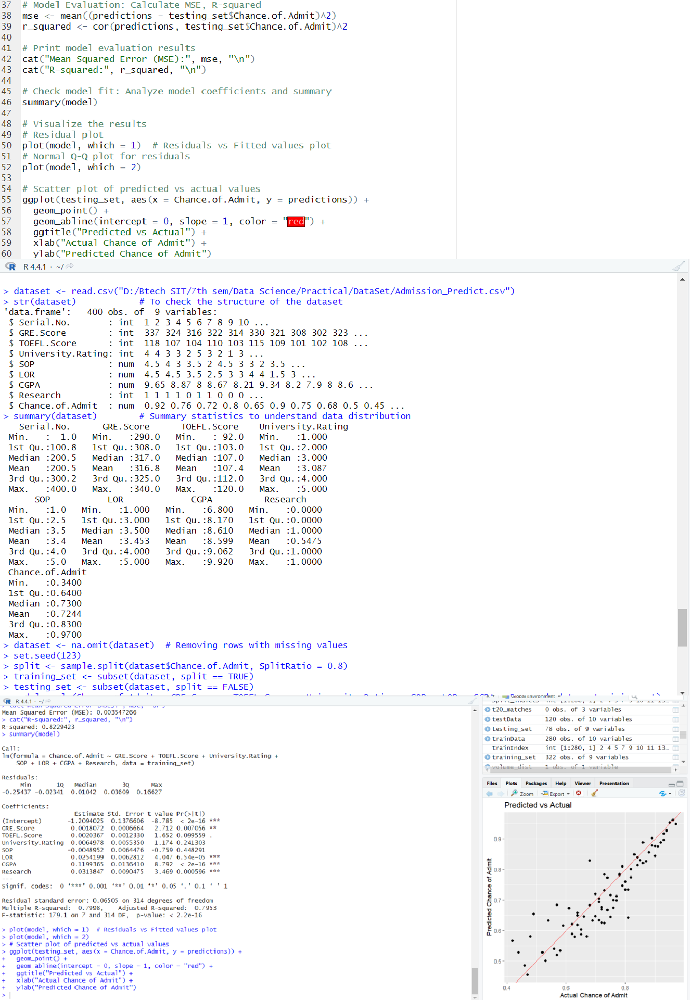 37 # Model Evaluation: Calculate MSE, R-squared
38 mse <- mean((predictions - testing_set$Chance.of.Admit)^2)
39 r_squared <- cor(predictions, testing_set$Chance.of.Admit)^2
40
41 # Print model evaluation results
42 cat("Mean Squared Error (MSE):", mse, "\n")
43 cat("R-squared:", r_squared, "\n")
44
45 # Check model fit: Analyze model coefficients and summary
46 summary(model)
47
48 # Visualize the results
49 # Residual plot
50 plot(model, which = 1)  # Residuals vs Fitted values plot
51 # Normal Q-Q plot for residuals
52 plot(model, which = 2)
53
54 # Scatter plot of predicted vs actual values
55 ggplot(testing_set, aes(x = Chance.of.Admit, y = predictions)) +
56   geom_point() +
57   geom_abline(intercept = 0, slope = 1, color = "red") +
58   ggtitle("Predicted vs Actual") +
59   xlab("Actual Chance of Admit") +
60   ylab("Predicted Chance of Admit")
R 4.4.1 · ~/
> dataset <- read.csv("D:/Btech SIT/7th sem/Data Science/Practical/DataSet/Admission_Predict.csv")
> str(dataset)            # To check the structure of the dataset
'data.frame':   400 obs. of  9 variables:
 $ Serial.No.       : int  1 2 3 4 5 6 7 8 9 10 ...
 $ GRE.Score        : int  337 324 316 322 314 330 321 308 302 323 ...
 $ TOEFL.Score      : int  118 107 104 110 103 115 109 101 102 108 ...
 $ University.Rating: int  4 4 3 3 2 5 3 2 1 3 ...
 $ SOP              : num  4.5 4 3 3.5 2 4.5 3 3 2 3.5 ...
 $ LOR              : num  4.5 4.5 3.5 2.5 3 3 4 4 1.5 3 ...
 $ CGPA             : num  9.65 8.87 8 8.67 8.21 9.34 8.2 7.9 8 8.6 ...
 $ Research         : int  1 1 1 1 0 1 1 0 0 0 ...
 $ Chance.of.Admit  : num  0.92 0.76 0.72 0.8 0.65 0.9 0.75 0.68 0.5 0.45 ...
> summary(dataset)        # Summary statistics to understand data distribution
   Serial.No.      GRE.Score      TOEFL.Score    University.Rating
 Min.   :  1.0   Min.   :290.0   Min.   : 92.0   Min.   :1.000
 1st Qu.:100.8   1st Qu.:308.0   1st Qu.:103.0   1st Qu.:2.000
 Median :200.5   Median :317.0   Median :107.0   Median :3.000
 Mean   :200.5   Mean   :316.8   Mean   :107.4   Mean   :3.087
 3rd Qu.:300.2   3rd Qu.:325.0   3rd Qu.:112.0   3rd Qu.:4.000
 Max.   :400.0   Max.   :340.0   Max.   :120.0   Max.   :5.000
      SOP           LOR             CGPA          Research
 Min.   :1.0   Min.   :1.000   Min.   :6.800   Min.   :0.0000
 1st Qu.:2.5   1st Qu.:3.000   1st Qu.:8.170   1st Qu.:0.0000
 Median :3.5   Median :3.500   Median :8.610   Median :1.0000
 Mean   :3.4   Mean   :3.453   Mean   :8.599   Mean   :0.5475
 3rd Qu.:4.0   3rd Qu.:4.000   3rd Qu.:9.062   3rd Qu.:1.0000
 Max.   :5.0   Max.   :5.000   Max.   :9.920   Max.   :1.0000
 Chance.of.Admit
 Min.   :0.3400
 1st Qu.:0.6400
 Median :0.7300
 Mean   :0.7244
 3rd Qu.:0.8300
 Max.   :0.9700
> dataset <- na.omit(dataset)  # Removing rows with missing values
> set.seed(123)
> split <- sample.split(dataset$Chance.of.Admit, SplitRatio = 0.8)
> training_set <- subset(dataset, split == TRUE)
> testing_set <- subset(dataset, split == FALSE)
R 4.4.1 · ~/
Mean Squared Error (MSE): 0.003547266
> cat("R-squared:", r_squared, "\n")
R-squared: 0.8229423
> summary(model)
Call:
lm(formula = Chance.of.Admit ~ GRE.Score + TOEFL.Score + University.Rating +
    SOP + LOR + CGPA + Research, data = training_set)
Residuals:
     Min       1Q   Median       3Q      Max
-0.25437 -0.02341  0.01042  0.03609  0.16627
Coefficients:
                    Estimate Std. Error t value Pr(>|t|)
(Intercept)       -1.2094025  0.1376606  -8.785  < 2e-16 ***
GRE.Score          0.0018072  0.0006664   2.712 0.007056 **
TOEFL.Score        0.0020367  0.0012330   1.652 0.099559 .
University.Rating  0.0064978  0.0055350   1.174 0.241303
SOP               -0.0048952  0.0064476  -0.759 0.448291
LOR                0.0254199  0.0062812   4.047 6.54e-05 ***
CGPA               0.1199365  0.0136410   8.792  < 2e-16 ***
Research           0.0313847  0.0090475   3.469 0.000596 ***
---
Signif. codes:  0 ‘***’ 0.001 ‘**’ 0.01 ‘*’ 0.05 ‘.’ 0.1 ‘ ’ 1
Residual standard error: 0.06505 on 314 degrees of freedom
Multiple R-squared: 0.7998,    Adjusted R-squared: 0.7953
F-statistic: 179.1 on 7 and 314 DF,  p-value: < 2.2e-16
> plot(model, which = 1)  # Residuals vs Fitted values plot
> plot(model, which = 2)
> # Scatter plot of predicted vs actual values
> ggplot(testing_set, aes(x = Chance.of.Admit, y = predictions)) +
+   geom_point() +
+   geom_abline(intercept = 0, slope = 1, color = "red") +
+   ggtitle("Predicted vs Actual") +
+   xlab("Actual Chance of Admit") +
+   ylab("Predicted Chance of Admit")
>
Global Environment
t20_matches 0 obs. of 3 variables
testData 120 obs. of 10 variables
testing_set 78 obs. of 9 variables
trainData 280 obs. of 10 variables
trainIndex int [1:280, 1] 2 4 5 7 9 10 11 13...
training_set 322 obs. of 9 variables
volume_dist 1 obs. of 1 variable
Files Plots Packages Help Viewer Presentation
Zoom Export
Predicted vs Actual
Predicted Chance of Admit
0.9
0.8
0.7
0.6
0.5
0.4 0.6 0.8
Actual Chance of Admit